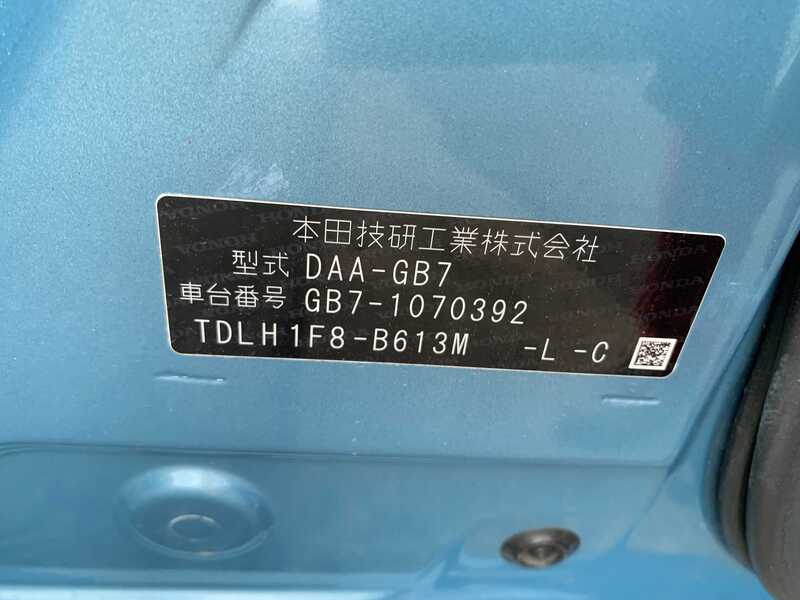 本田技研工業株式会社
型式 DAA-GB7
車台番号 GB7-1070392
TDLH1F8-B613M -L -C